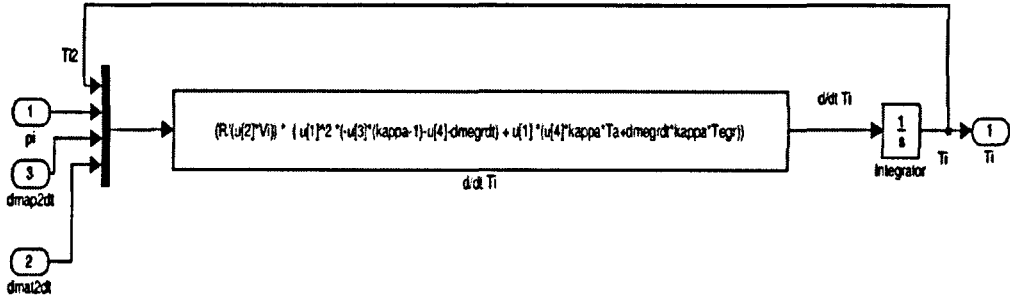 Ti2
1
pi
3
dmap2dt
2
dmat2dt
(R/(u[2]*Vi)) * ( u[1]^2 *(-u[3]*(kappa-1)-u[4]-dmegrdt) + u[1] *(u[4]*kappa*Ta+dmegrdt*kappa*Tegr))
d/dt Ti
d/dt Ti
1
s
Integrator
Ti
1
Ti